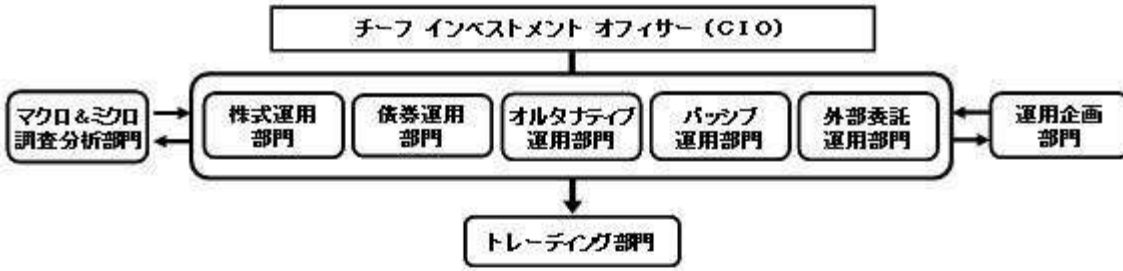 チーフ インベストメント オフィサー（ＣＩＯ）
マクロ＆ミクロ
調査分析部門
株式運用
部門
債券運用
部門
オルタナティブ
運用部門
パッシブ
運用部門
外部委託
運用部門
運用企画
部門
トレーディング部門